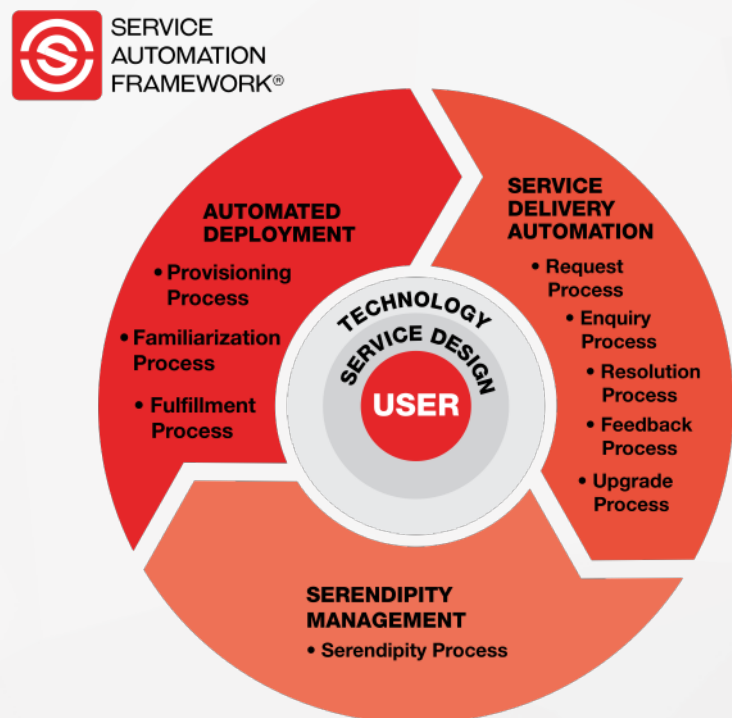 SERVICE
AUTOMATION
FRAMEWORK®
AUTOMATED
DEPLOYMENT
• Provisioning
Process
• Familiarization
Process
• Fulfillment
Process
SERVICE
DELIVERY
AUTOMATION
• Request
Process
• Enquiry
Process
• Resolution
Process
• Feedback
Process
• Upgrade
Process
TECHNOLOGY
SERVICE DESIGN
USER
SERENDIPITY
MANAGEMENT
• Serendipity Process